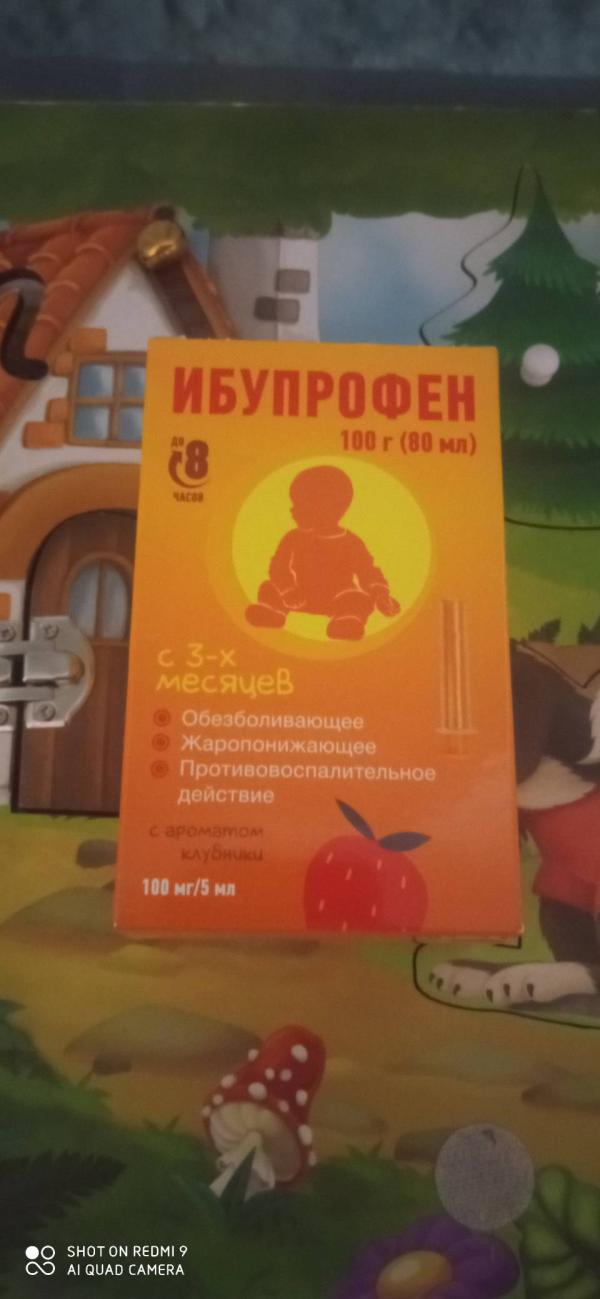 ИБУПРОФЕН
100 г (80 мл)
до
8
часов
с 3-х
месяцев
Обезболивающее
Жаропонижающее
Противовоспалительное
действие
с ароматом
клубники
100 мг/5 мл
SHOT ON REDMI 9
AI QUAD CAMERA